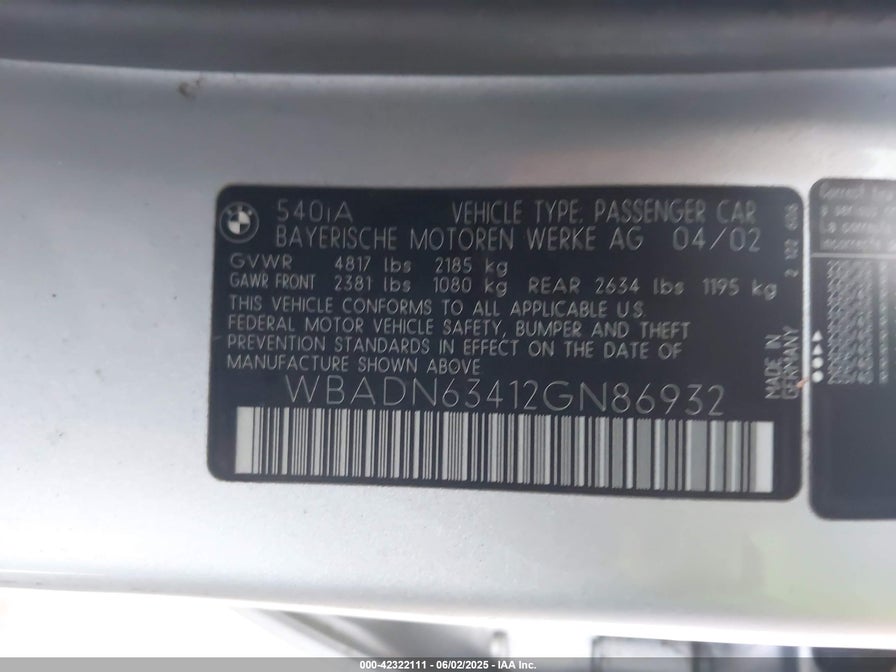 BMW
540iA VEHICLE TYPE, PASSENGER CAR
BAYERISCHE MOTOREN WERKE AG 04/02
GVWR 4817 lbs 2185 kg
GAWR FRONT 2381 lbs 1080 kg REAR 2634 lbs 1195 kg
THIS VEHICLE CONFORMS TO ALL APPLICABLE U.S.
FEDERAL MOTOR VEHICLE SAFETY, BUMPER AND THEFT
PREVENTION STANDARDS IN EFFECT ON THE DATE OF
MANUFACTURE SHOWN ABOVE
WBADN63412GN86932
MADE IN
GERMANY
000-42322111 - 06/02/2025 - IAA Inc.